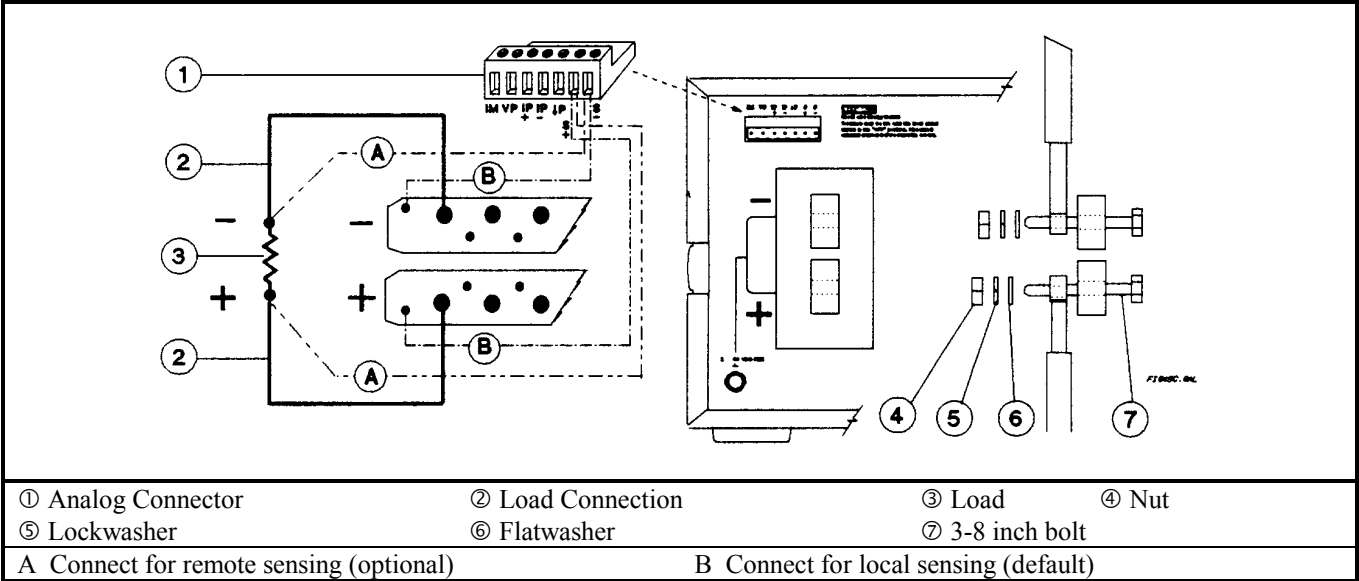 ①
IM VP IP IP ↓P S
+ − −
S
+
②
A
B
−
−
③
+
+
B
②
A
−
+
FIG45C.GAL
④ ⑤ ⑥ ⑦
① Analog Connector ② Load Connection ③ Load ④ Nut
⑤ Lockwasher ⑥ Flatwasher ⑦ 3-8 inch bolt
A Connect for remote sensing (optional) B Connect for local sensing (default)